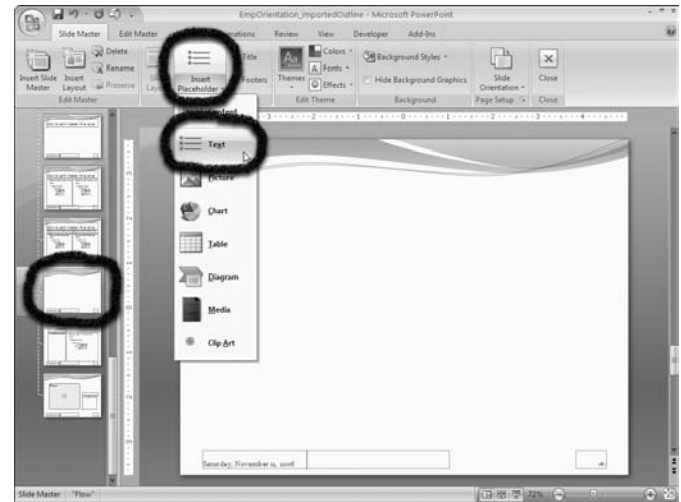 EmpOrientation_importedOutline - Microsoft PowerPoint
Slide Master Edit Master ations Review View Developer Add-Ins
Insert Slide Master
Insert Layout
Delete
Rename
Preserve
Edit Master
Insert Placeholder
Title
Footers
Themes
Colors
Fonts
Effects
Edit Theme
Background Styles
Hide Background Graphics
Background
Slide Orientation
Page Setup
Close
Close
Content
Text
Picture
Chart
Table
Diagram
Media
Clip Art
Saturday, November 11, 2006
Slide Master "Flow" 72%